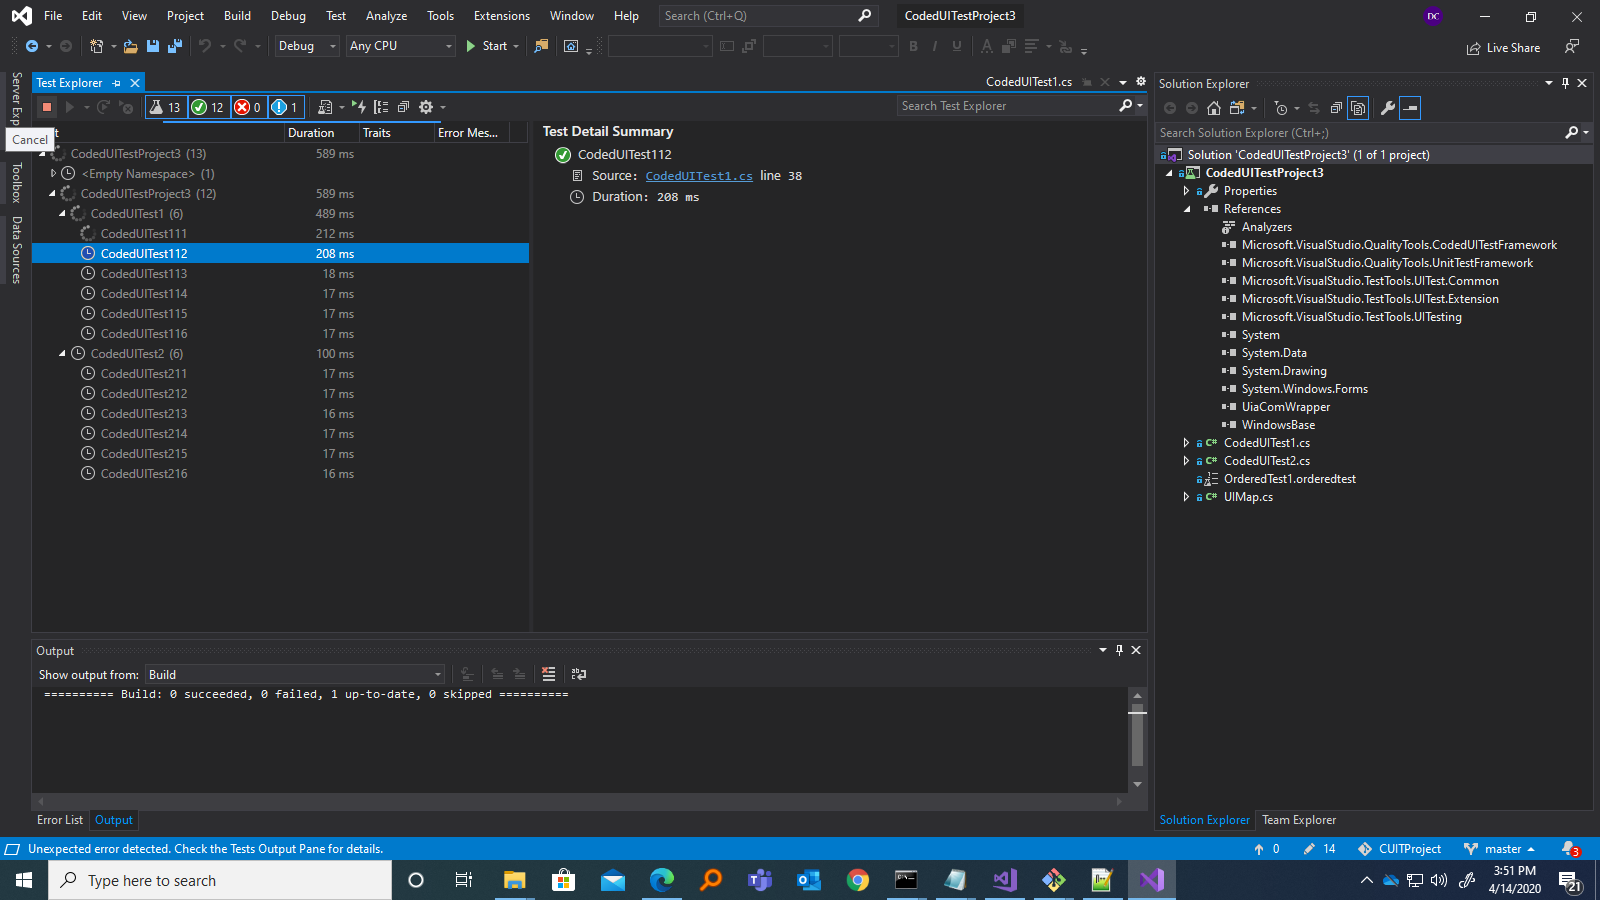 File Edit View Project Build Debug Test Analyze Tools Extensions Window Help Search (Ctrl+Q) CodedUITestProject3 DC
Debug Any CPU Start Live Share
Server Exp
Toolbox
Data Sources
Test Explorer CodedUITest1.cs
13 12 0 1 Search Test Explorer
Cancel
t Duration Traits Error Mes...
CodedUITestProject3 (13) 589 ms
<Empty Namespace> (1)
CodedUITestProject3 (12) 589 ms
CodedUITest1 (6) 489 ms
CodedUITest111 212 ms
CodedUITest112 208 ms
CodedUITest113 18 ms
CodedUITest114 17 ms
CodedUITest115 17 ms
CodedUITest116 17 ms
CodedUITest2 (6) 100 ms
CodedUITest211 17 ms
CodedUITest212 17 ms
CodedUITest213 16 ms
CodedUITest214 17 ms
CodedUITest215 17 ms
CodedUITest216 16 ms
Test Detail Summary
CodedUITest112
Source: CodedUITest1.cs line 38
Duration: 208 ms
Output
Show output from: Build
========== Build: 0 succeeded, 0 failed, 1 up-to-date, 0 skipped ==========
Error List Output
Solution Explorer
Search Solution Explorer (Ctrl+;)
Solution 'CodedUITestProject3' (1 of 1 project)
CodedUITestProject3
Properties
References
Analyzers
Microsoft.VisualStudio.QualityTools.CodedUITestFramework
Microsoft.VisualStudio.QualityTools.UnitTestFramework
Microsoft.VisualStudio.TestTools.UITest.Common
Microsoft.VisualStudio.TestTools.UITest.Extension
Microsoft.VisualStudio.TestTools.UITesting
System
System.Data
System.Drawing
System.Windows.Forms
UiaComWrapper
WindowsBase
C# CodedUITest1.cs
C# CodedUITest2.cs
OrderedTest1.orderedtest
C# UIMap.cs
Solution Explorer Team Explorer
Unexpected error detected. Check the Tests Output Pane for details. 0 14 CUITProject master 3
Type here to search
3:51 PM
4/14/2020
21